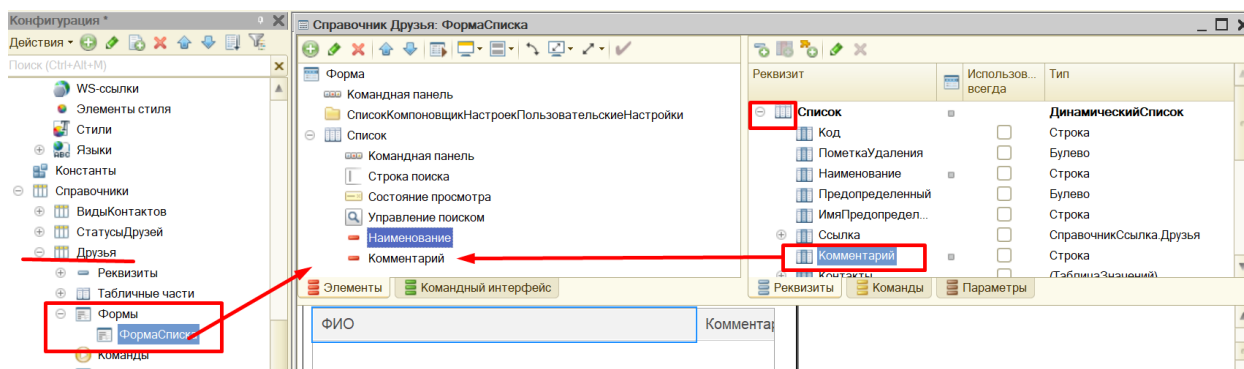 Конфигурация *
Действия
Поиск (Ctrl+Alt+M)
WS-ссылки
Элементы стиля
Стили
Языки
Константы
Справочники
ВидыКонтактов
СтатусыДрузей
Друзья
Реквизиты
Табличные части
Формы
ФормаСписка
Команды
Справочник Друзья: ФормаСписка
Форма
Командная панель
СписокКомпоновщикНастроекПользовательскиеНастройки
Список
Командная панель
Строка поиска
Состояние просмотра
Управление поиском
Наименование
Комментарий
Элементы
Командный интерфейс
Реквизит
Использов...
всегда
Тип
Список ДинамическийСписок
Код Строка
ПометкаУдаления Булево
Наименование Строка
Предопределенный Булево
ИмяПредопредел... Строка
Ссылка СправочникСсылка.Друзья
Комментарий Строка
Контакты (ТаблицаЗначений)
Реквизиты
Команды
Параметры
ФИО
Коммента